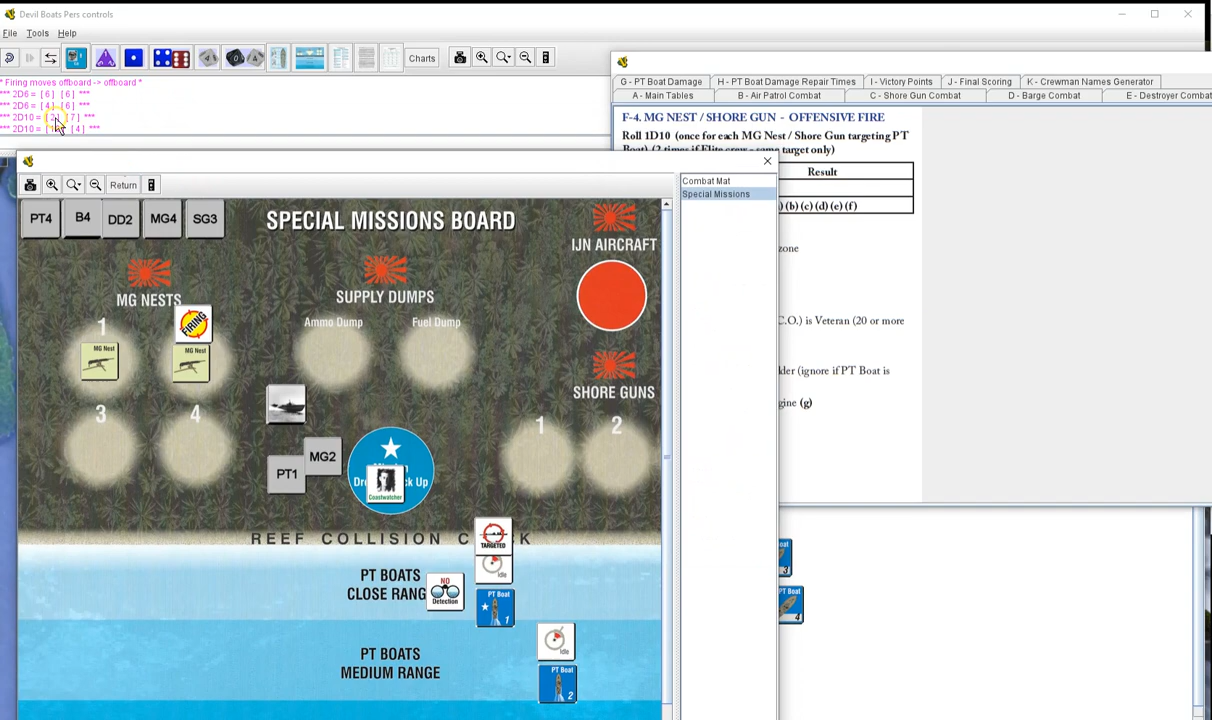 Devil Boats Pers controls
File Tools Help
Charts
* Firing moves offboard -> offboard *
*** 2D6 = [6] [6] ***
*** 2D6 = [4] [6] ***
*** 2D10 = [2] [7] ***
*** 2D10 = [4] ***
G - PT Boat Damage
H - PT Boat Damage Repair Times
I - Victory Points
J - Final Scoring
K - Crewman Names Generator
A - Main Tables
B - Air Patrol Combat
C - Shore Gun Combat
D - Barge Combat
E - Destroyer Combat
F-4. MG NEST / SHORE GUN - OFFENSIVE FIRE
Roll 1D10 (once for each MG Nest / Shore Gun targeting PT
Boat) (2 times if Elite crew - same target only)
Result
) (b) (c) (d) (e) (f)
zone
C.O.) is Veteran (20 or more
lder (ignore if PT Boat is
gine (g)
Return
Combat Mat
Special Missions
PT4
B4
DD2
MG4
SG3
SPECIAL MISSIONS BOARD
IJN AIRCRAFT
MG NESTS
SUPPLY DUMPS
1
FIRING
MG Nest
MG Nest
Ammo Dump
Fuel Dump
SHORE GUNS
3
4
1
2
MG2
PT1
Coastwatcher
REEF COLLISION C
K
TARGETED
Idle
PT BOATS
CLOSE RANG
NO
Detection
PT Boat
1
PT BOATS
MEDIUM RANGE
Idle
PT Boat
2
oat
3
PT Boat
4